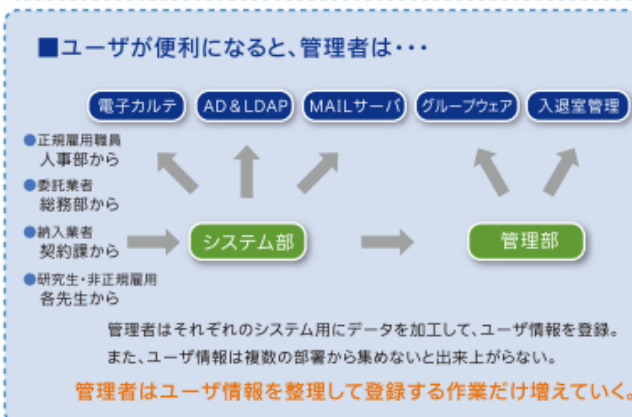 ■ユーザが便利になると、管理者は・・・
電子カルテ
AD&LDAP
MAILサーバ
グループウェア
入退室管理
●正規雇用職員
人事部から
●委託業者
総務部から
●納入業者
契約課から
●研究生・非正規雇用
各先生から
システム部
管理部
管理者はそれぞれのシステム用にデータを加工して、ユーザ情報を登録。
また、ユーザ情報は複数の部署から集めないと出来上がらない。
管理者はユーザ情報を整理して登録する作業だけ増えていく。